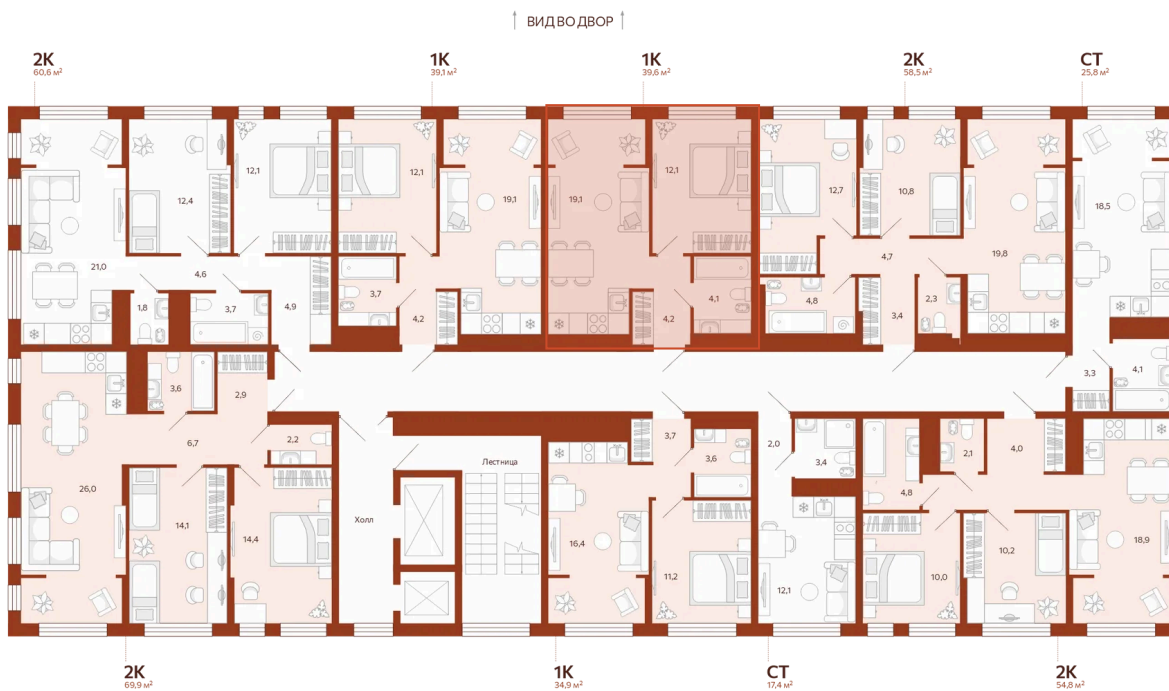 ВИД ВО ДВОР
2К
60,6 м²
1К
39,1 м²
1К
39,6 м²
2К
58,5 м²
СТ
25,8 м²
12,4
12,1
12,1
19,1
19,1
12,1
12,7
10,8
19,8
18,5
21,0
4,6
1,8
3,7
4,9
3,7
4,2
4,2
4,1
4,7
4,8
3,4
2,3
3,3
4,1
3,6
2,9
6,7
2,2
26,0
14,1
14,4
Холл
Лестница
3,7
3,6
16,4
11,2
2,0
3,4
12,1
4,8
2,1
4,0
10,0
10,2
18,9
2К
69,9 м²
1К
34,9 м²
СТ
17,4 м²
2К
54,8 м²